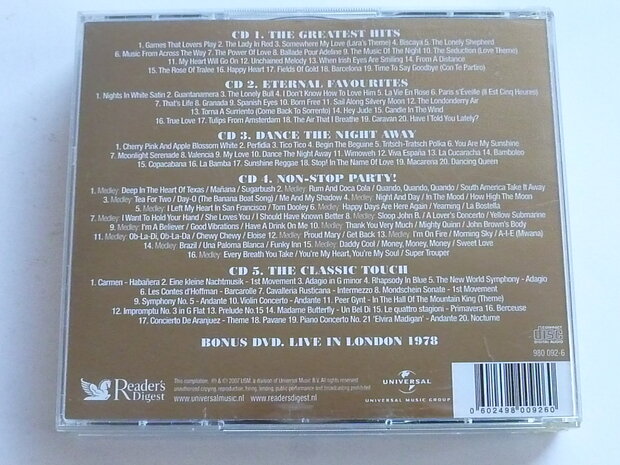 CD 1. THE GREATEST HITS
1. Games That Lovers Play 2. The Lady In Red 3. Somewhere My Love (Lara's Theme) 4. Biscaya 5. The Lonely Shepherd
6. Music From Across The Way 7. The Power Of Love 8. Ballade Pour Adeline 9. The Music Of The Night 10. The Seduction (Love Theme)
11. My Heart Will Go On 12. Unchained Melody 13. When Irish Eyes Are Smiling 14. From A Distance
15. The Rose Of Tralee 16. Happy Heart 17. Fields Of Gold 18. Barcelona 19. Time To Say Goodbye (Con Te Partiro)
CD 2. ETERNAL FAVOURITES
1. Nights In White Satin 2. Guantanamera 3. The Lonely Bull 4. I Don't Know How To Love Him 5. La Vie En Rose 6. Paris s'Eveille (Il Est Cinq Heures)
7. That's Life 8. Granada 9. Spanish Eyes 10. Born Free 11. Sail Along Silvery Moon 12. The Londonderry Air
13. Torna A Surriento (Come Back To Sorrento) 14. Hey Jude 15. Candle In The Wind
16. True Love 17. Tulips From Amsterdam 18. The Air That I Breathe 19. Caravan 20. Have I Told You Lately?
CD 3. DANCE THE NIGHT AWAY
1. Cherry Pink And Apple Blossom White 2. Perfidia 3. Tico Tico 4. Begin The Beguine 5. Tritsch-Tratsch Polka 6. You Are My Sunshine
7. Moonlight Serenade 8. Valencia 9. My Love 10. Dance The Night Away 11. Wimoweh 12. Viva España 13. La Cucaracha 14. Bamboleo
15. Copacabana 16. La Bamba 17. Sunshine Reggae 18. Stop! In The Name Of Love 19. Macarena 20. Dancing Queen
CD 4. NON-STOP PARTY!
1. Medley: Deep In The Heart Of Texas / Mañana / Sugarbush 2. Medley: Rum And Coca Cola / Quando, Quando, Quando / South America Take It Away
3. Medley: Tea For Two / Day-O (The Banana Boat Song) / Me And My Shadow 4. Medley: Night And Day / In The Mood / How High The Moon
5. Medley: I Left My Heart In San Francisco / Tom Dooley 6. Medley: Happy Days Are Here Again / Yearning / La Bostella
7. Medley: I Want To Hold Your Hand / She Loves You / I Should Have Known Better 8. Medley: Sloop John B. / A Lover's Concerto / Yellow Submarine
9. Medley: I'm A Believer / Good Vibrations / Have A Drink On Me 10. Medley: Thank You Very Much / Mighty Quinn / John Brown's Body
11. Medley: Ob-La-Di, Ob-La-Da / Chewy Chewy / Eloise 12. Medley: Proud Mary / Get Back 13. Medley: I'm On Fire / Morning Sky / A-I-E (Mwana)
14. Medley: Brazil / Una Paloma Blanca / Funky Inn 15. Medley: Daddy Cool / Money, Money, Money / Sweet Love
16. Medley: Every Breath You Take / You're My Heart, You're My Soul / Super Trouper
CD 5. THE CLASSIC TOUCH
1. Carmen - Habañera 2. Eine kleine Nachtmusik - 1st Movement 3. Adagio in G minor 4. Rhapsody In Blue 5. The New World Symphony - Adagio
6. Les Contes d'Hoffman - Barcarolle 7. Cavalleria Rusticana - Intermezzo 8. Mondschein Sonate - 1st Movement
9. Symphony No.5 - Andante 10. Violin Concerto - Andante 11. Peer Gynt - In The Hall Of The Mountain King (Theme)
12. Impromptu No. 3 in G Flat 13. Prelude No.15 14. Madame Butterfly - Un Bel Di 15. Le quattro stagioni - Primavera 16. Berceuse
17. Concierto De Aranjuez - Theme 18. Pavane 19. Piano Concerto No. 21 'Elvira Madigan' - Andante 20. Nocturne
BONUS DVD. LIVE IN LONDON 1978
COMPACT
disc
DIGITAL AUDIO
980 092-6
Reader's
Digest
This compilation: ℗ & © 2007 USM, a division of Universal Music B.V. All rights reserved
unauthorized copying, reproduction, hiring, lending, public performance and broadcasting prohibited.
www.universalmusic.nl www.readersdigest.nl
UNIVERSAL
UNIVERSAL MUSIC GROUP
0 602498 009260